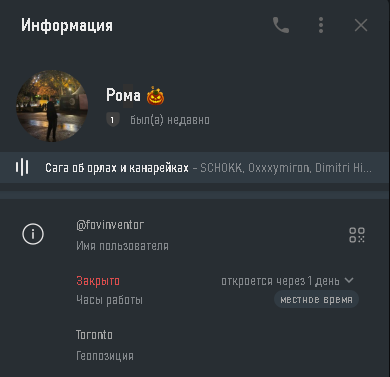 Информация
Рома 🎃
1 был(а) недавно
Сага об орлах и канарейках - SCHOKK, Oxxxymiron, Dimitri Hi...
@fovinventor
Имя пользователя
Закрыто откроется через 1 день
Часы работы местное время
Toronto
Геопозиция